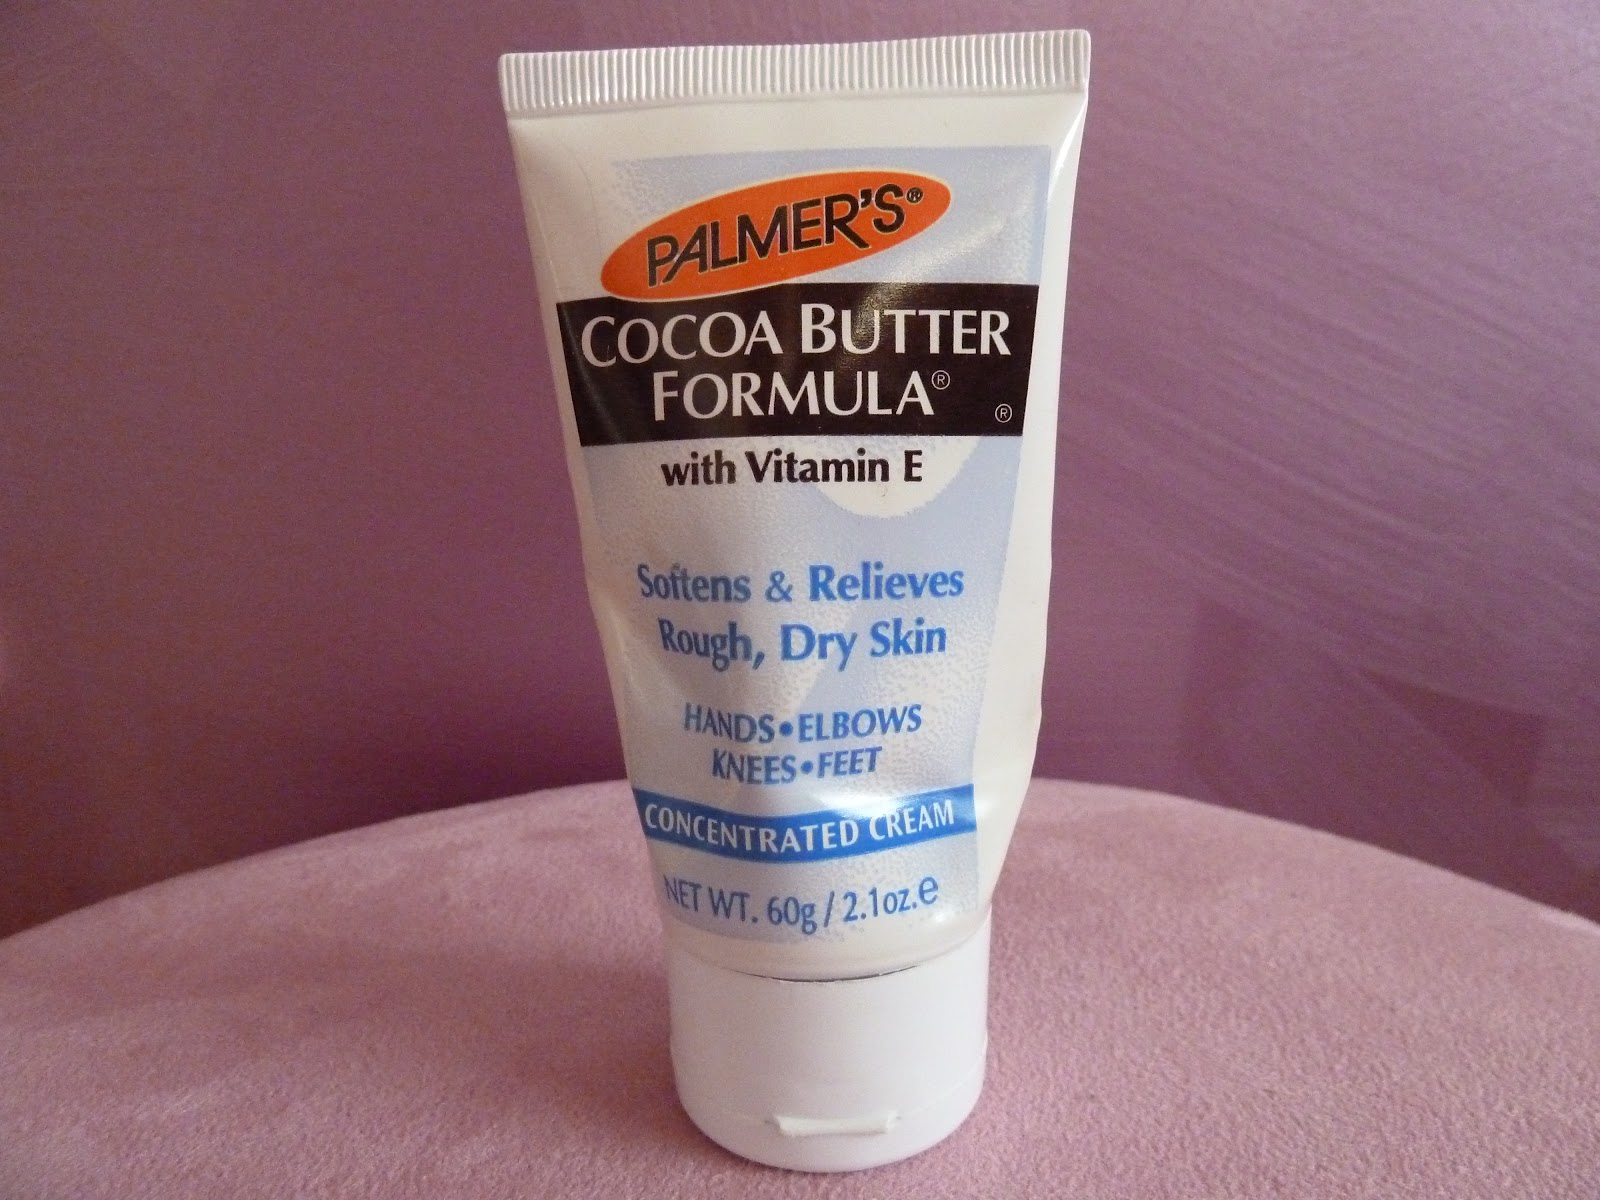 PALMER'S®
COCOA BUTTER
FORMULA®
®
with Vitamin E
Softens & Relieves
Rough, Dry Skin
HANDS•ELBOWS
KNEES•FEET
CONCENTRATED CREAM
NET WT. 60g / 2.1oz.℮